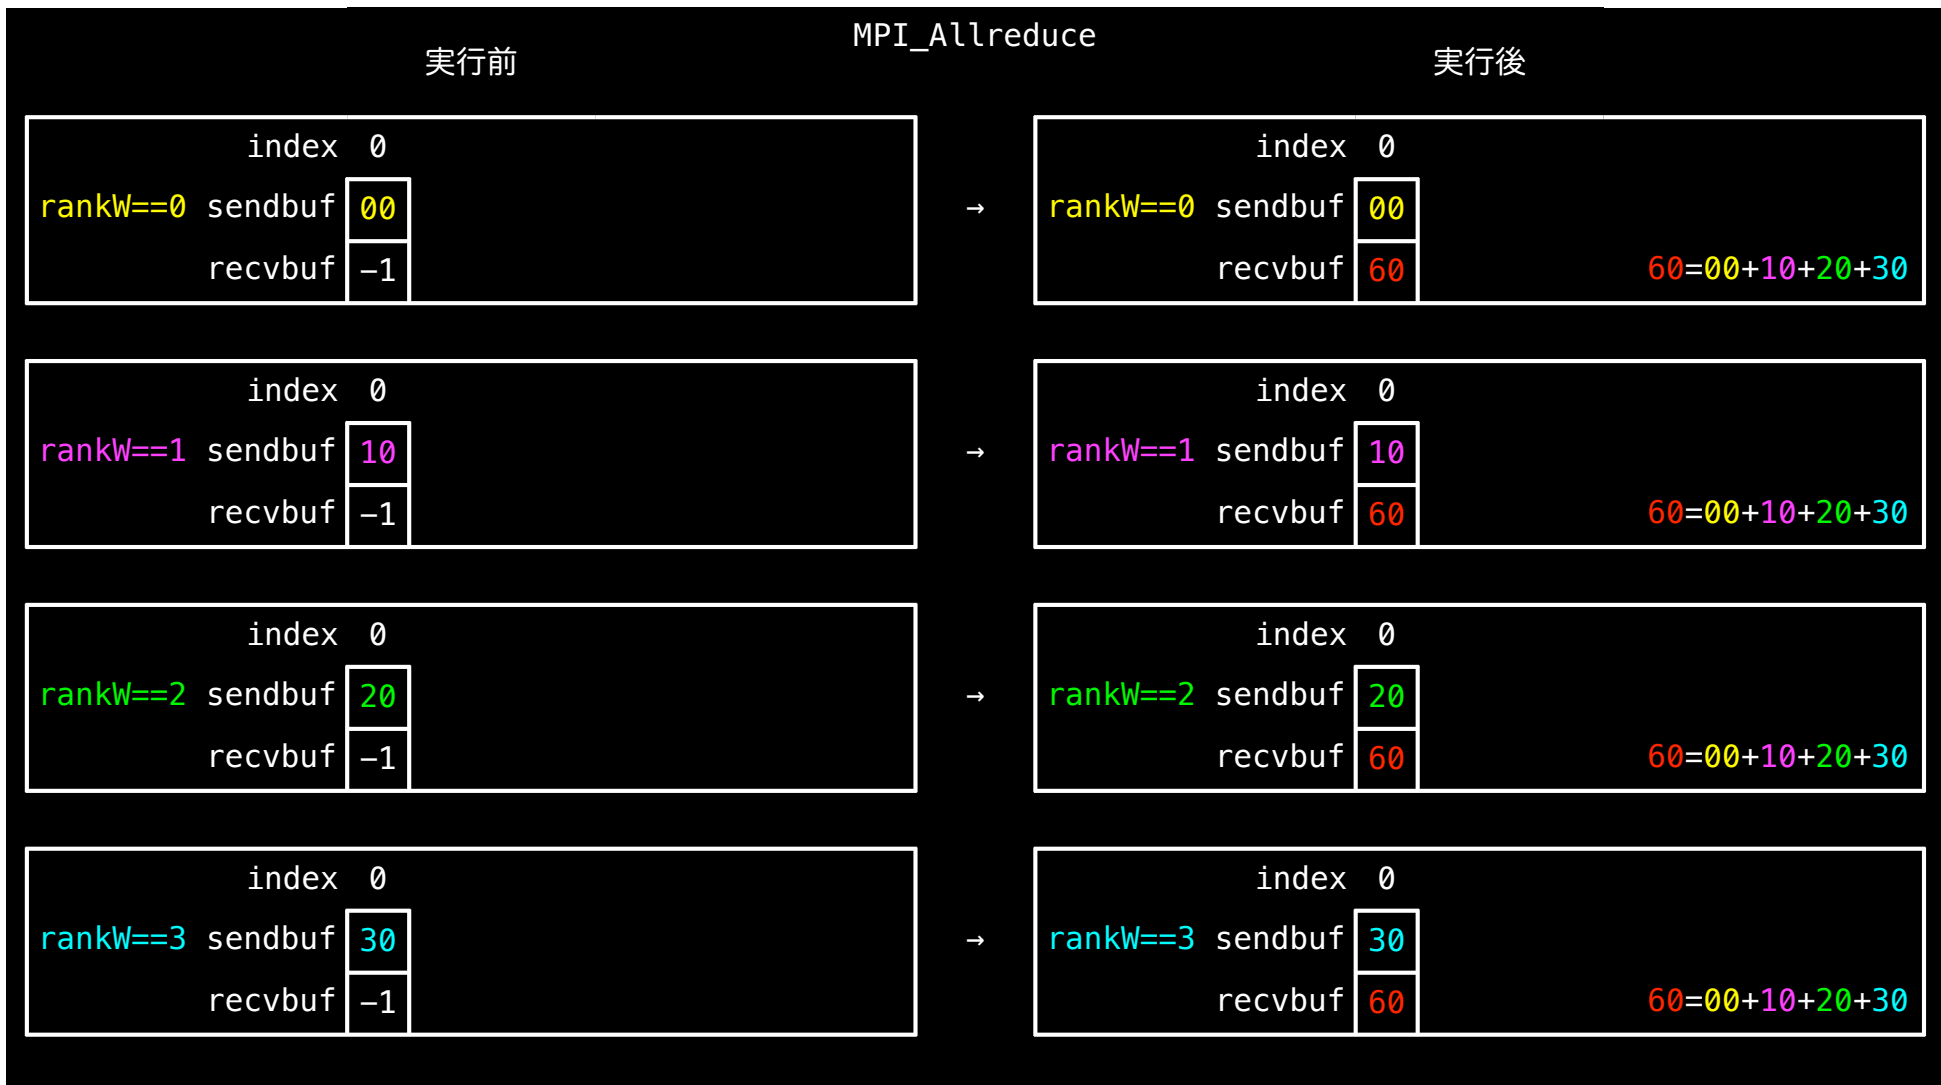 MPI_Allreduce
実行前 実行後
index 0 index 0
rankW==0 sendbuf 00 → rankW==0 sendbuf 00
recvbuf −1 recvbuf 60 60=00+10+20+30
index 0 index 0
rankW==1 sendbuf 10 → rankW==1 sendbuf 10
recvbuf −1 recvbuf 60 60=00+10+20+30
index 0 index 0
rankW==2 sendbuf 20 → rankW==2 sendbuf 20
recvbuf −1 recvbuf 60 60=00+10+20+30
index 0 index 0
rankW==3 sendbuf 30 → rankW==3 sendbuf 30
recvbuf −1 recvbuf 60 60=00+10+20+30